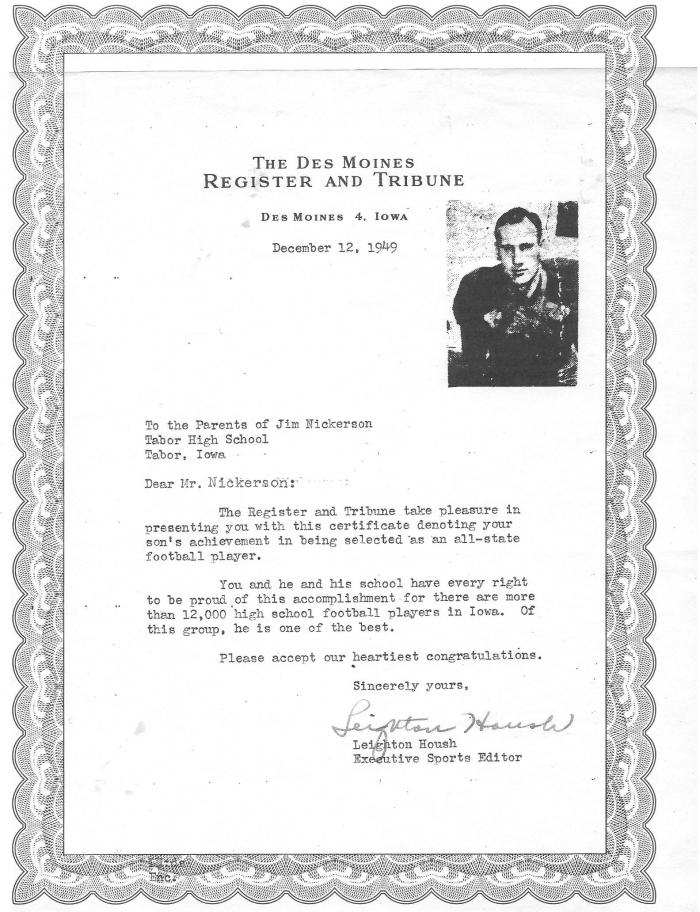 THE DES MOINES
REGISTER AND TRIBUNE
DES MOINES 4, IOWA
December 12, 1949
To the Parents of Jim Nickerson
Tabor High School
Tabor, Iowa
Dear Mr. Nickerson:
The Register and Tribune take pleasure in
presenting you with this certificate denoting your
son's achievement in being selected as an all-state
football player.
You and he and his school have every right
to be proud of this accomplishment for there are more
than 12,000 high school football players in Iowa. Of
this group, he is one of the best.
Please accept our heartiest congratulations.
Sincerely yours,
Leighton Housh
Leighton Housh
Executive Sports Editor
Enc.